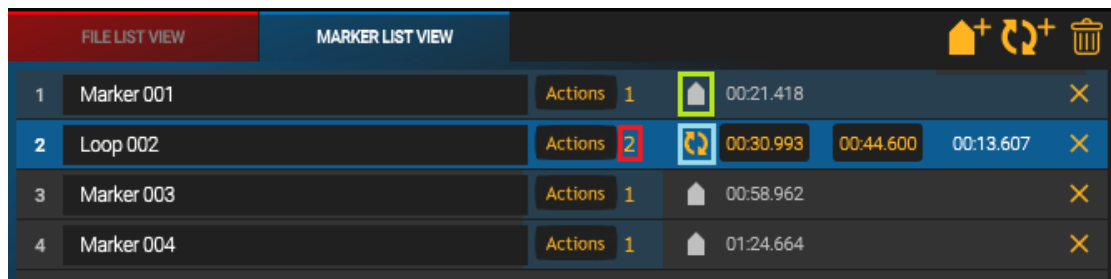 FILE LIST VIEW MARKER LIST VIEW
1 Marker 001 Actions 1 00:21.418
2 Loop 002 Actions 2 00:30.993 00:44.600 00:13.607
3 Marker 003 Actions 1 00:58.962
4 Marker 004 Actions 1 01:24.664